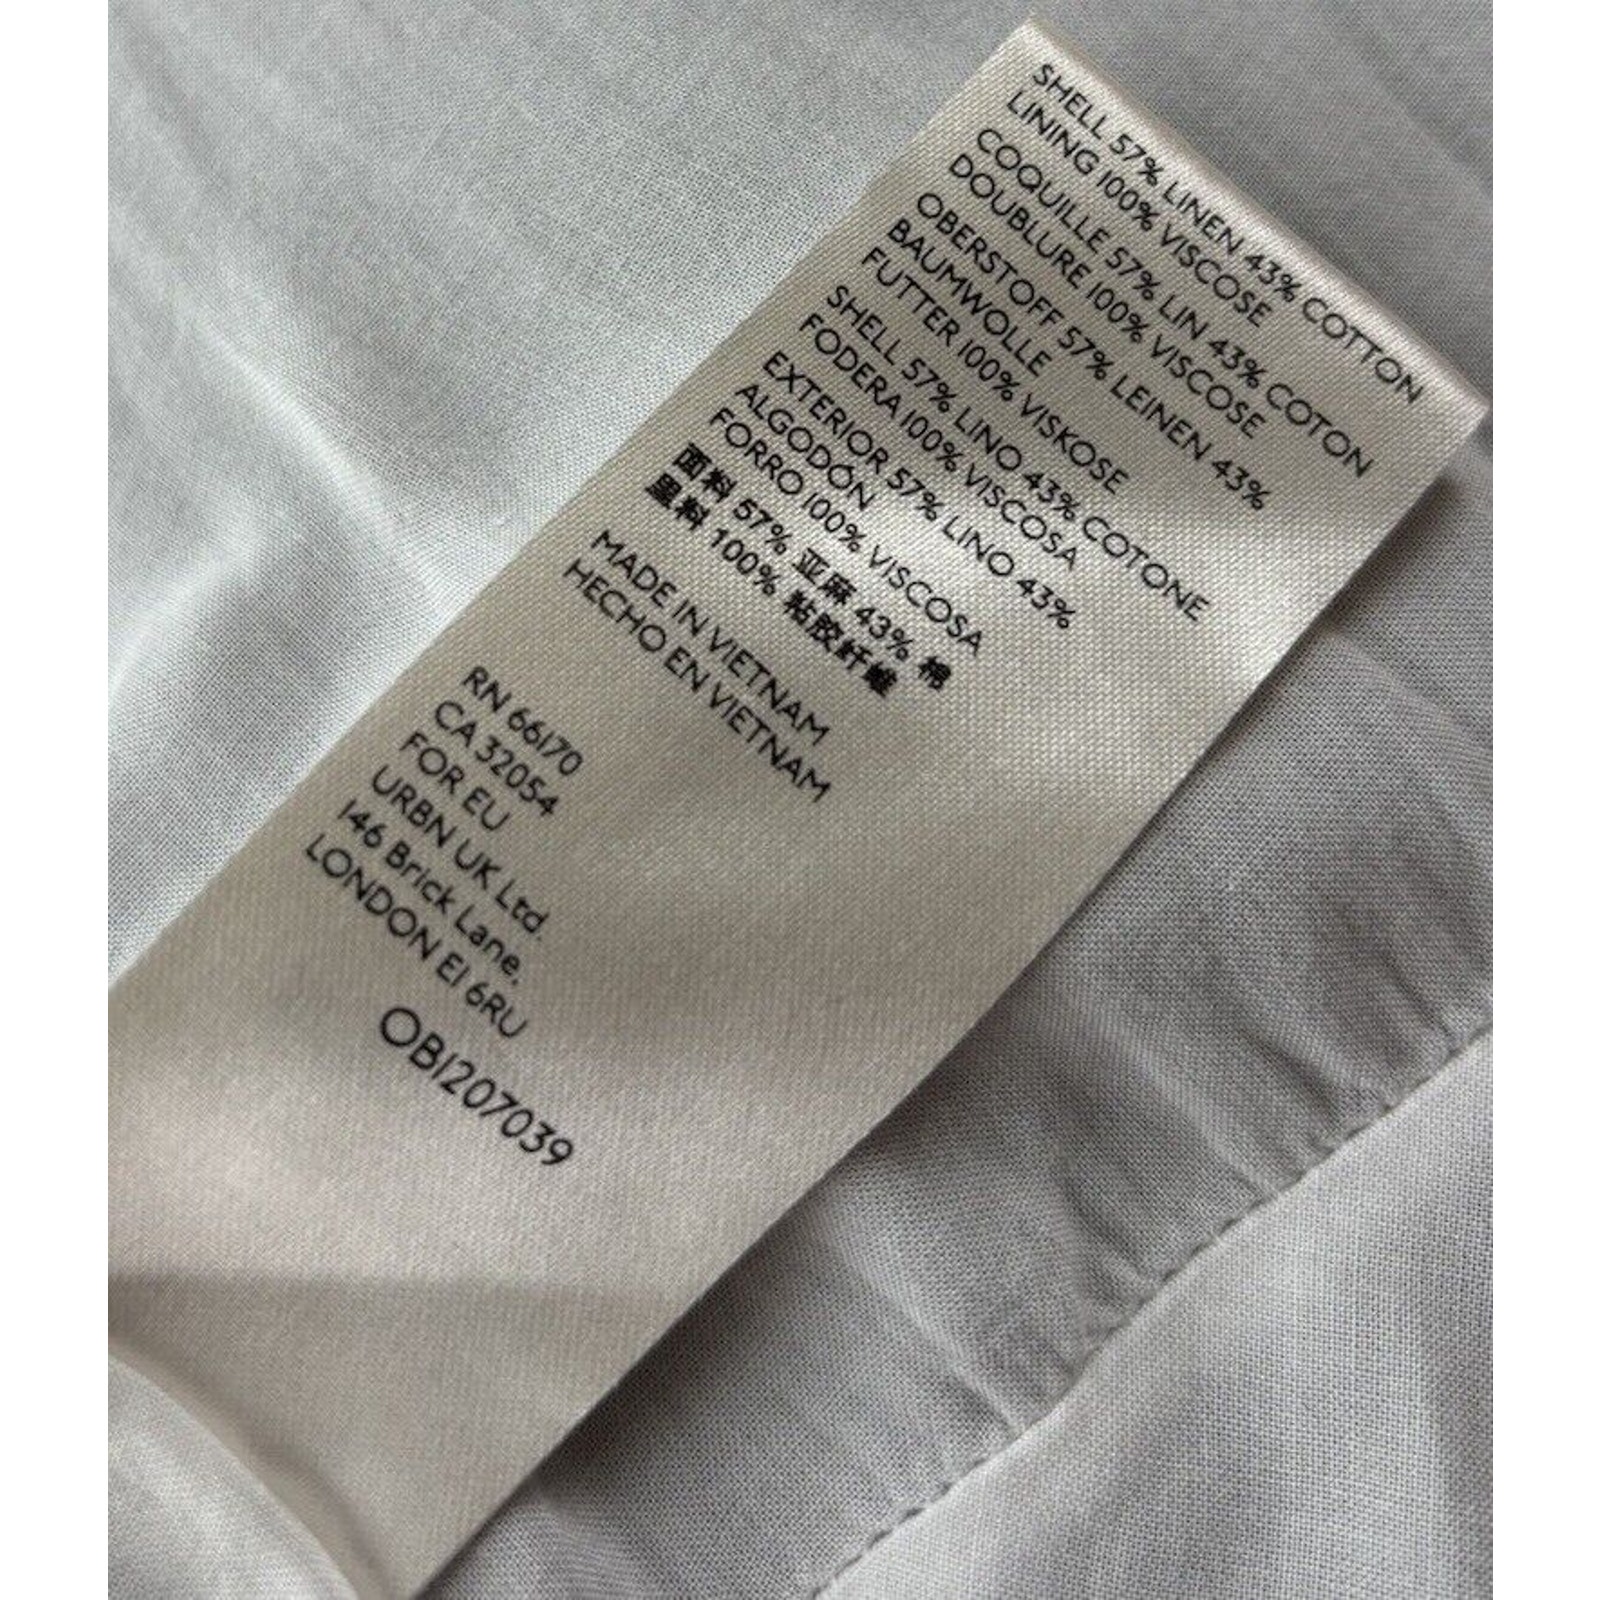 SHELL 57% LINEN 43% COTTON
LINING 100% VISCOSE
COQUILLE 57% LIN 43% COTON
DOUBLURE 100% VISCOSE
OBERSTOFF 57% LEINEN 43%
BAUMWOLLE
FUTTER 100% VISKOSE
SHELL 57% LINO 43% COTONE
FODERA 100% VISCOSA
EXTERIOR 57% LINO 43%
ALGODÓN
FORRO 100% VISCOSA
面料 57% 亚麻 43% 棉
里料 100% 粘胶纤维
MADE IN VIETNAM
HECHO EN VIETNAM
RN 66170
CA 32054
FOR EU
URBN UK Ltd.
146 Brick Lane,
LONDON E1 6RU
OB1207039